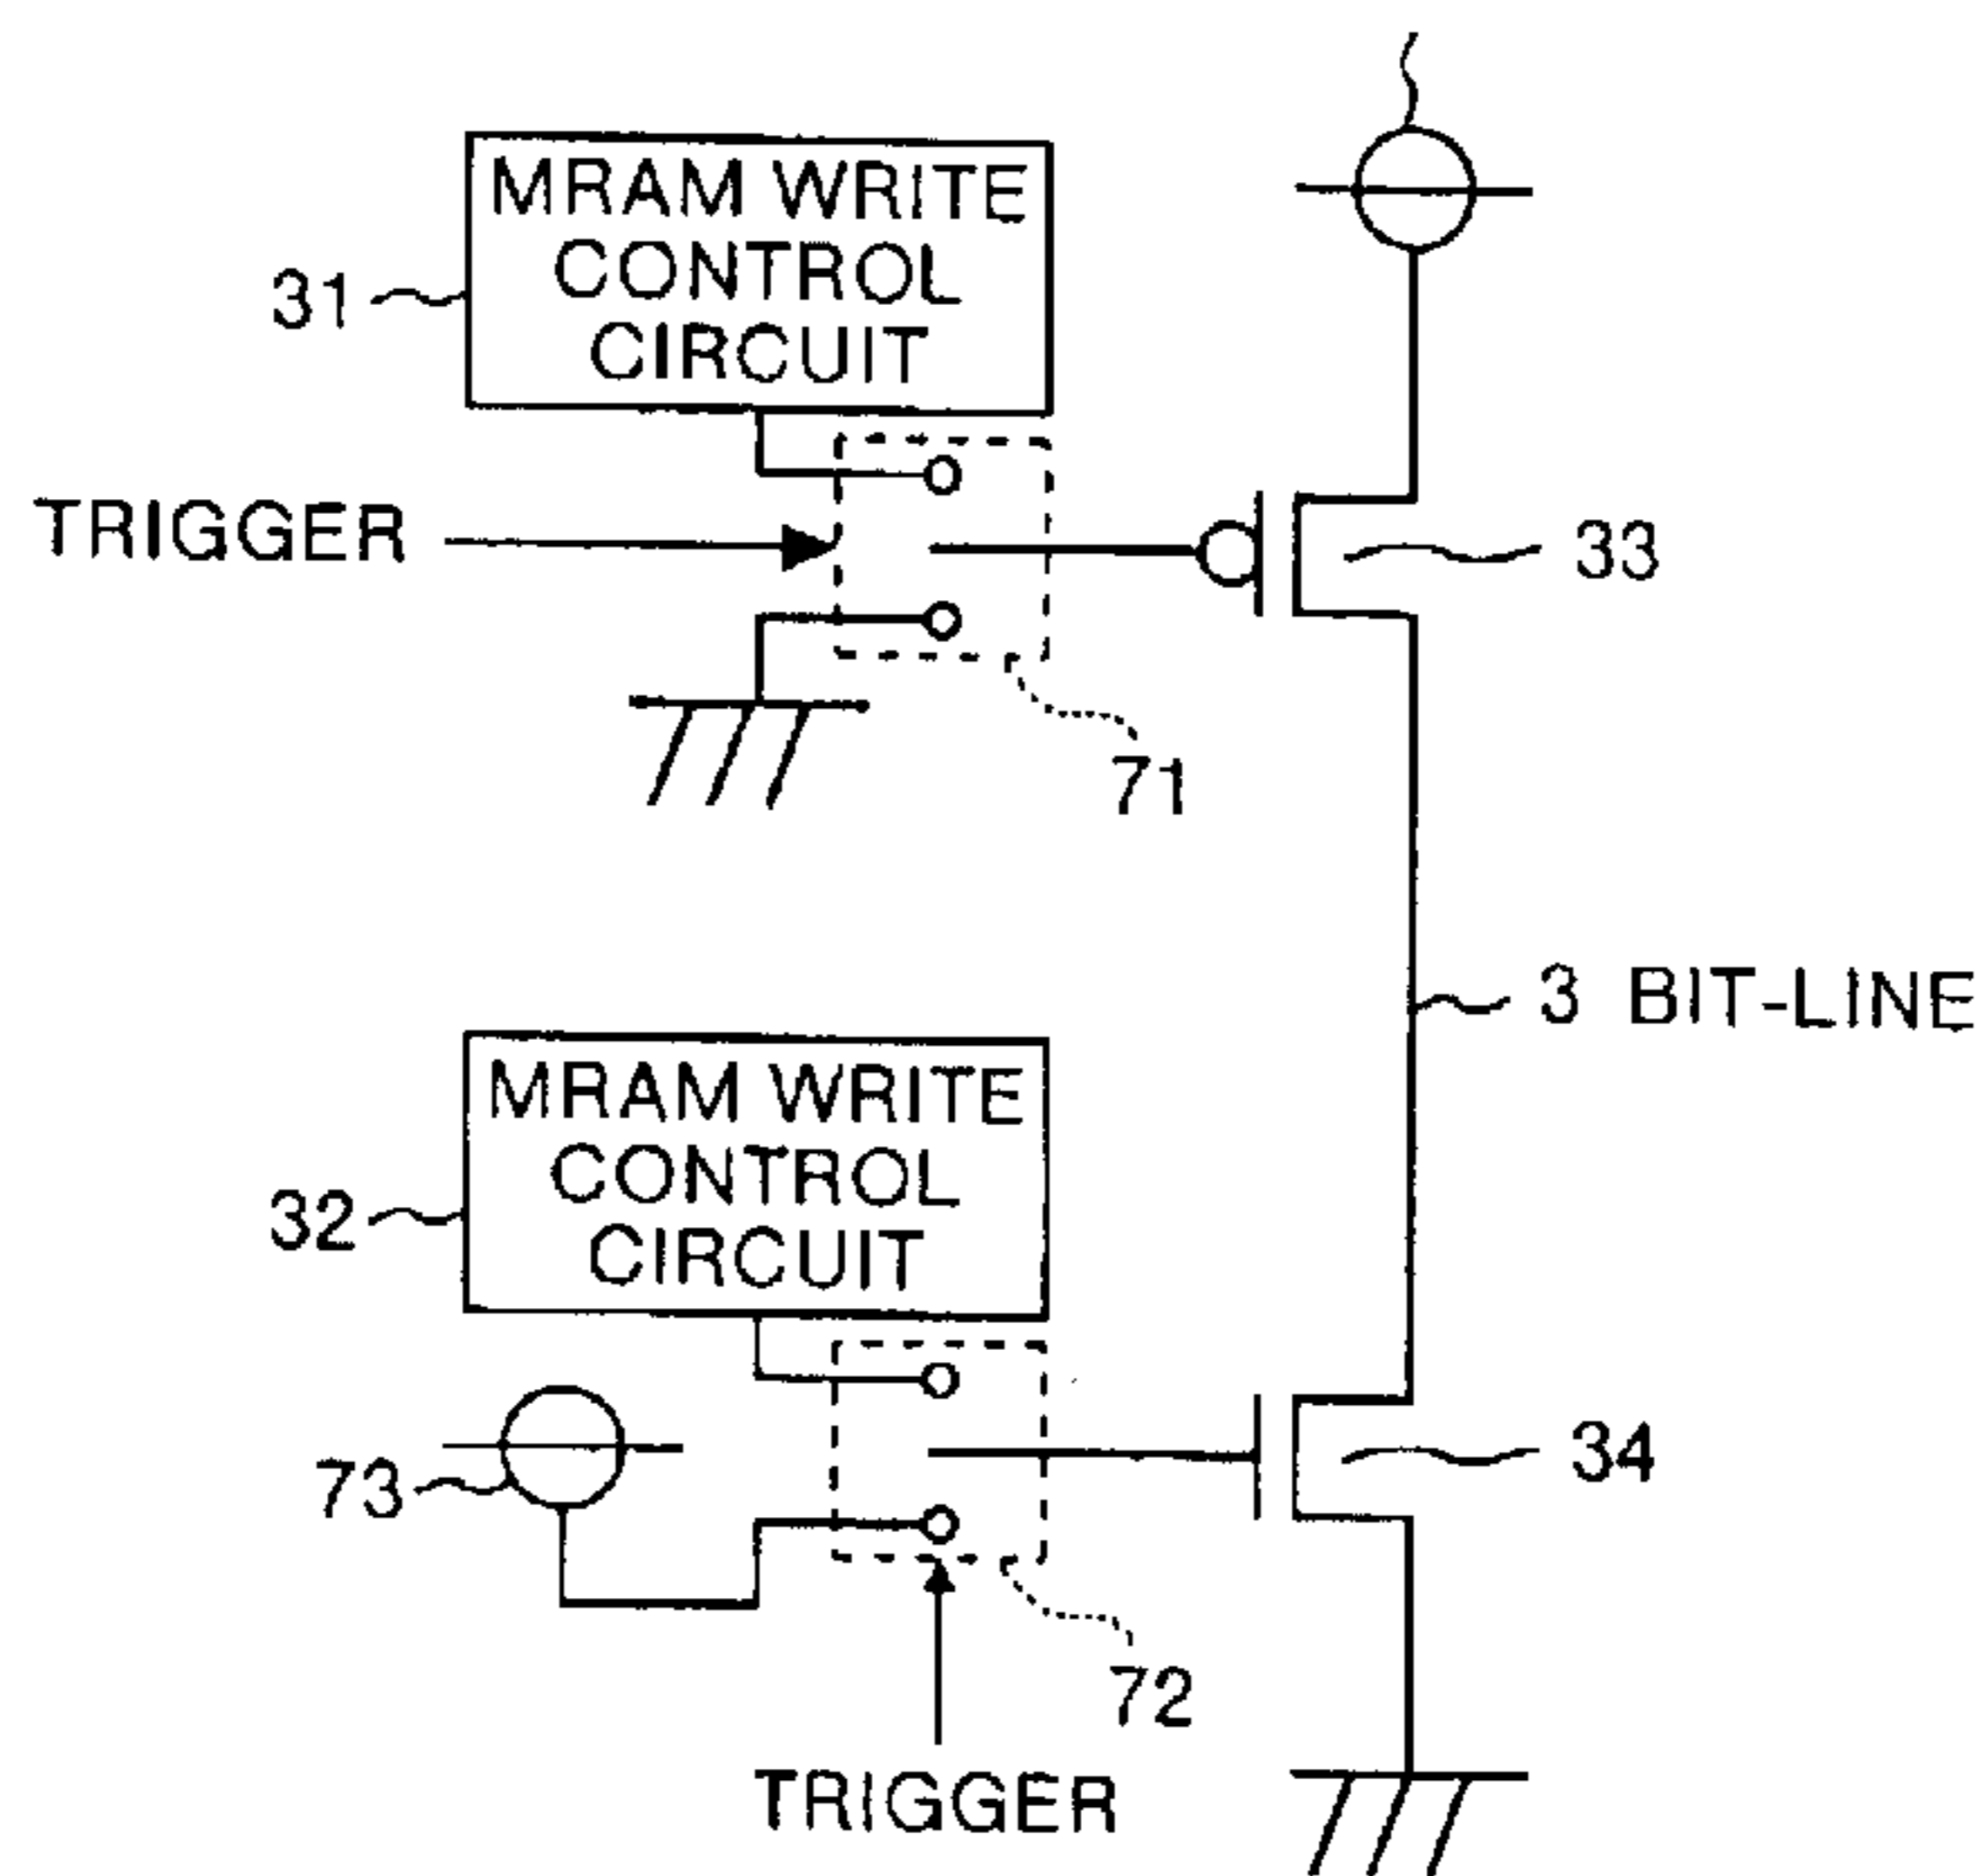 MRAM WRITE
CONTROL
CIRCUIT
31
TRIGGER
33
71
3 BIT-LINE
MRAM WRITE
CONTROL
CIRCUIT
32
73
34
72
TRIGGER